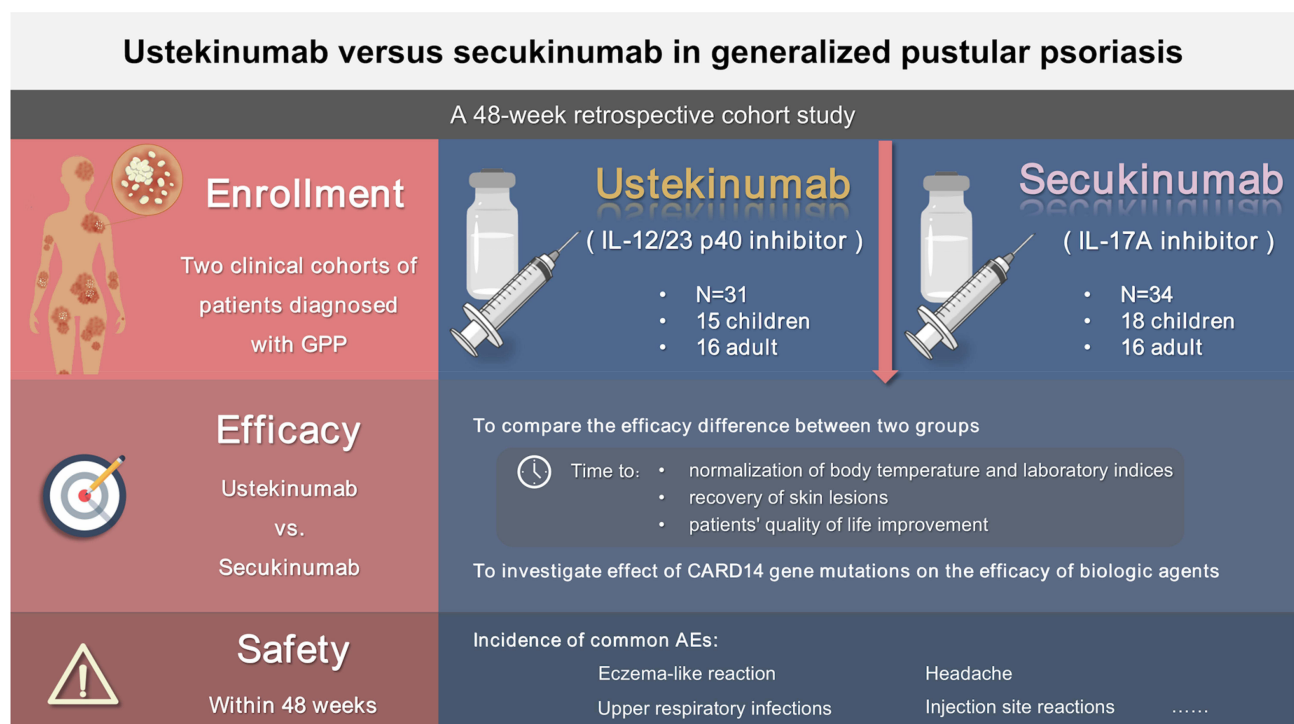 Ustekinumab versus secukinumab in generalized pustular psoriasis
A 48-week retrospective cohort study
Enrollment
Two clinical cohorts of
patients diagnosed
with GPP
Ustekinumab
( IL-12/23 p40 inhibitor )
• N=31
• 15 children
• 16 adult
Secukinumab
( IL-17A inhibitor )
• N=34
• 18 children
• 16 adult
Efficacy
Ustekinumab
vs.
Secukinumab
To compare the efficacy difference between two groups
Time to: • normalization of body temperature and laboratory indices
• recovery of skin lesions
• patients' quality of life improvement
To investigate effect of CARD14 gene mutations on the efficacy of biologic agents
Safety
Within 48 weeks
Incidence of common AEs:
Eczema-like reaction Headache
Upper respiratory infections Injection site reactions ……